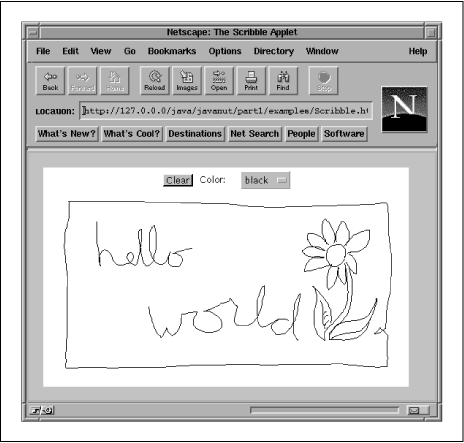 Netscape: The Scribble Applet
File Edit View Go Bookmarks Options Directory Window Help
Back Forward Home Reload Images Open Print Find Stop
N
Location: http://127.0.0.0/java/javanut/part1/examples/Scribble.ht
What's New? What's Cool? Destinations Net Search People Software
Clear Color: black
hello
world